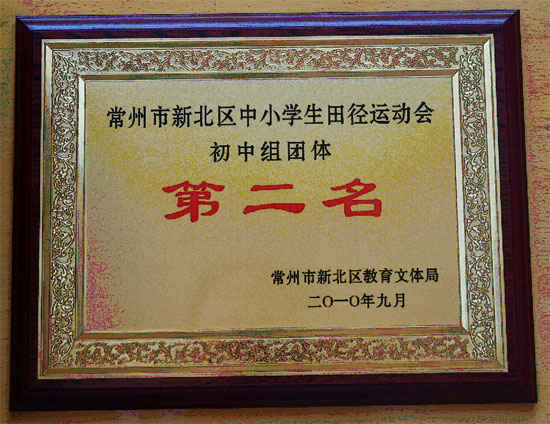 常州市新北区中小学生田径运动会
初中组团体
第二名
常州市新北区教育文体局
二〇一〇年九月